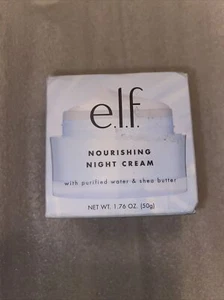 e.l.f.
NOURISHING
NIGHT CREAM
with purified water & shea butter
NET WT. 1.76 OZ. (50g)